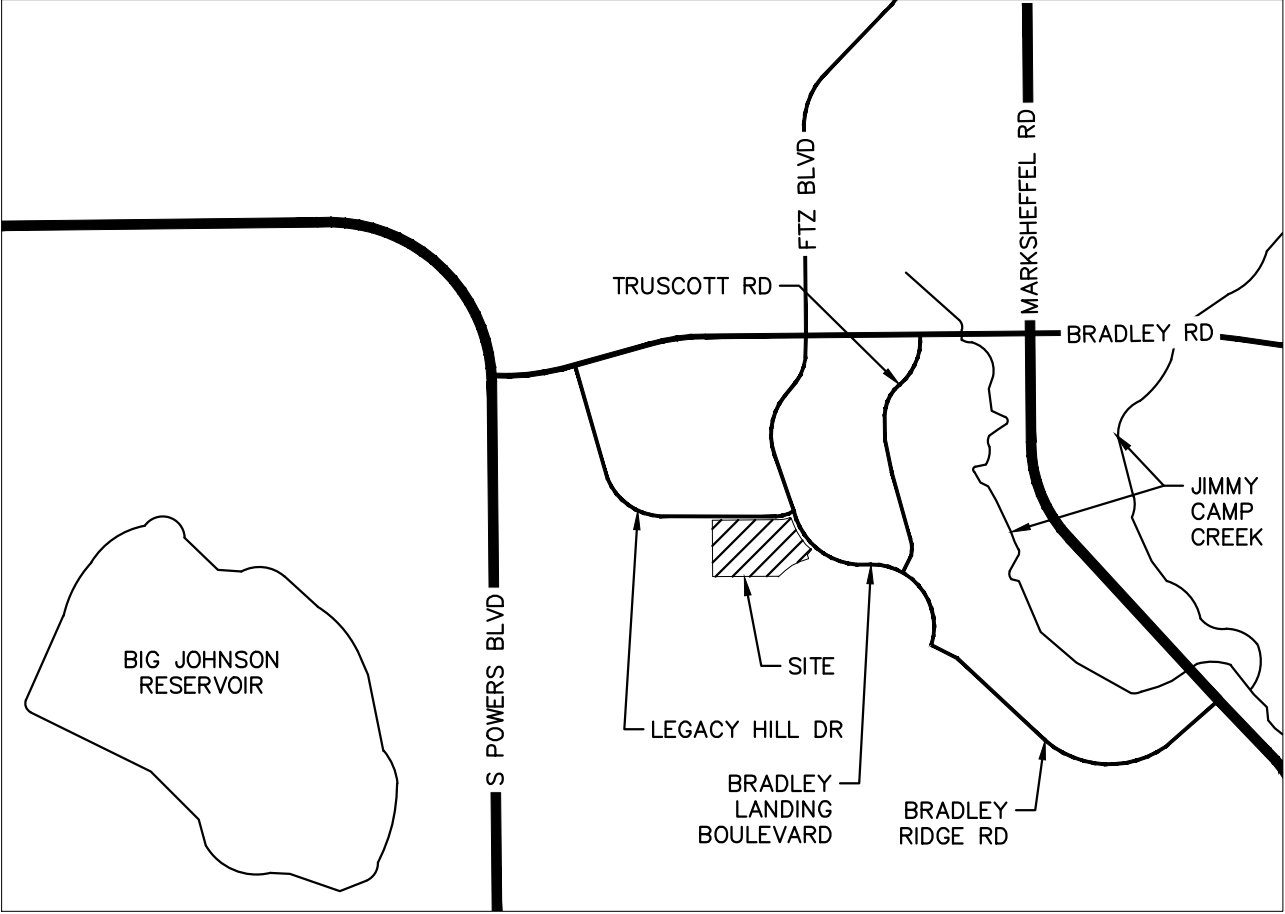 FTZ BLVD
MARKSHEFFEL RD
TRUSCOTT RD
BRADLEY RD
JIMMY
CAMP
CREEK
BIG JOHNSON
RESERVOIR
S POWERS BLVD
SITE
LEGACY HILL DR
BRADLEY
LANDING
BOULEVARD
BRADLEY
RIDGE RD